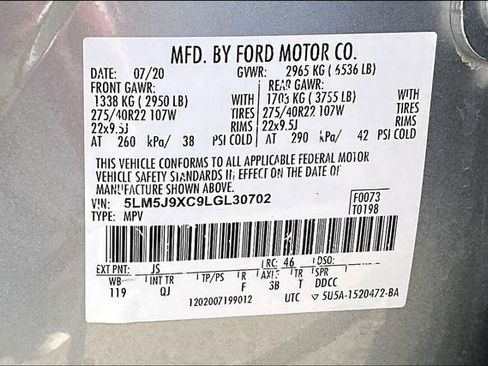 MFD. BY FORD MOTOR CO.
DATE: 07/20 GVWR: 2965 KG ( 6536 LB)
FRONT GAWR: REAR GAWR:
1338 KG ( 2950 LB) WITH 1703 KG ( 3755 LB) WITH
275/40R22 107W TIRES 275/40R22 107W TIRES
22x9.5J RIMS 22x9.5J RIMS
AT 260 kPa/ 38 PSI COLD AT 290 kPa/ 42 PSI COLD
THIS VEHICLE CONFORMS TO ALL APPLICABLE FEDERAL MOTOR
VEHICLE SAFETY STANDARDS IN EFFECT ON THE DATE OF
MANUFACTURE SHOWN ABOVE.
VIN: 5LM5J9XC9LGL30702 F0073
TYPE: MPV T0198
EXT PNT: JS RC: 46 DSO:
WB INT TR TP/PS R AXLE TR SPR
119 QJ F 3B T DDCC
1202007199012 UTC ▽ 5U5A-1520472-BA